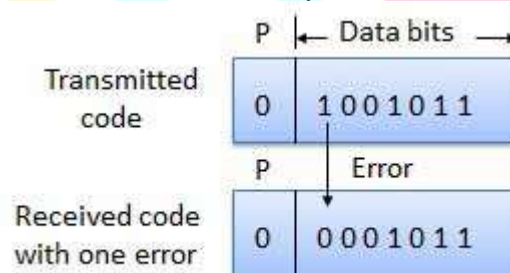 P Data bits
Transmitted
code
0 1001011
P Error
Received code
with one error
0 0001011